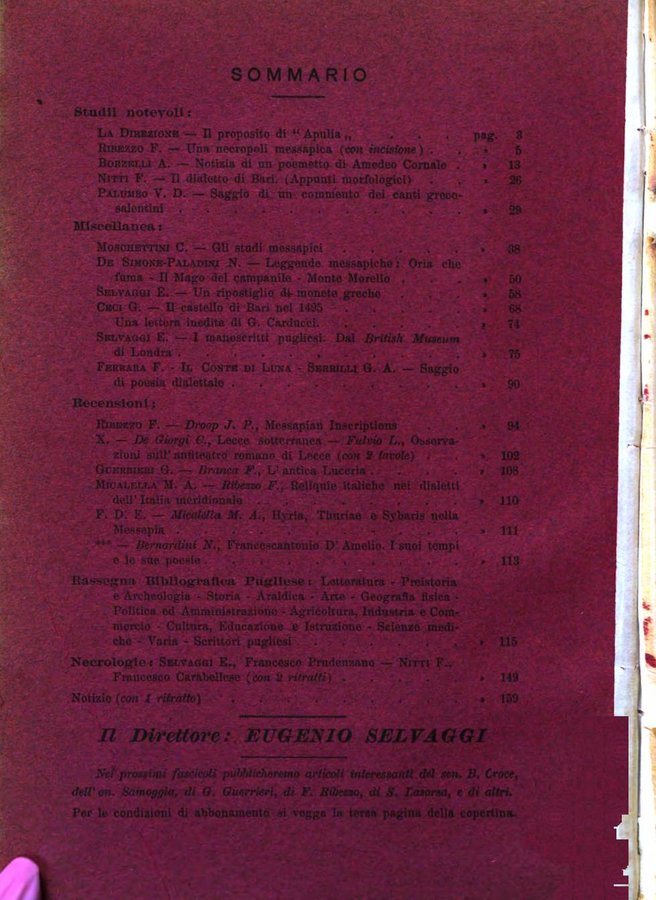 SOMMARIO
Studii notevoli:
LA DIREZIONE — Il proposito di "Apulia„ . . . pag. 3
RIBEZZO F. — Una necropoli messapica (con incisione) . . » 5
BORZELLI A. — Notizia di un poemetto di Amedeo Cornale . » 13
NITTI F. — Il dialetto di Bari. (Appunti morfologici) . . » 26
PALUMBO V. D. — Saggio di un commento dei canti greco-
salentini . . . . . . . . . . » 29
Miscellanea:
MOSCHETTINI C. — Gli studi messapici . . . . . » 38
DE SIMONE-PALADINI N. — Leggende messapiche: Oria che
fuma - Il Mago del campanile - Monte Morello . . . » 50
SELVAGGI E. — Un ripostiglio di monete greche . . . » 58
CECI G. — Il castello di Bari nel 1495 . . . . . » 68
Una lettera inedita di G. Carducci. . . . . . » 74
SELVAGGI E. — I manoscritti pugliesi. Dal British Museum
di Londra . . . . . . . . . . » 75
FERRARA F. - IL CONTE DI LUNA - SERRILLI G. A. — Saggio
di poesia dialettale . . . . . . . . » 90
Recensioni:
RIBEZZO F. — Droop J. P., Messapian Inscriptions . . » 94
X. — De Giorgi C., Lecce sotterranea — Fulvio L., Osserva-
zioni sull'anfiteatro romano di Lecce (con 2 tavole) . . » 102
GUERRIERI G. — Branca F., L'antica Luceria . . . . » 108
MICALELLA M. A. — Ribezzo F., Reliquie italiche nei dialetti
dell'Italia meridionale . . . . . . . » 110
F. D. E. — Micalella M. A., Hyria, Thuriae e Sybaris nella
Messapia . . . . . . . . . . » 111
*** — Bernardini N., Francescantonio D'Amelio. I suoi tempi
e le sue poesie . . . . . . . . . » 113
Rassegna Bibliografica Pugliese: Letteratura - Preistoria
e Archeologia - Storia - Araldica - Arte - Geografia fisica -
Politica ed Amministrazione - Agricoltura, Industria e Com-
mercio - Cultura, Educazione e Istruzione - Scienze medi-
che - Varia - Scrittori pugliesi . . . . . . » 115
Necrologie: SELVAGGI E., Francesco Prudenzano — NITTI F.,
Francesco Carabellese (con 2 ritratti) . . . . . » 149
Notizie (con 1 ritratto) . . . . . . . . » 159
Il Direttore: EUGENIO SELVAGGI
Nei prossimi fascicoli pubblicheremo articoli interessanti del sen. B. Croce,
dell'on. Samoggia, di G. Guerrieri, di F. Ribezzo, di S. Lasorsa, e di altri.
Per le condizioni di abbonamento si vegga la terza pagina della copertina.